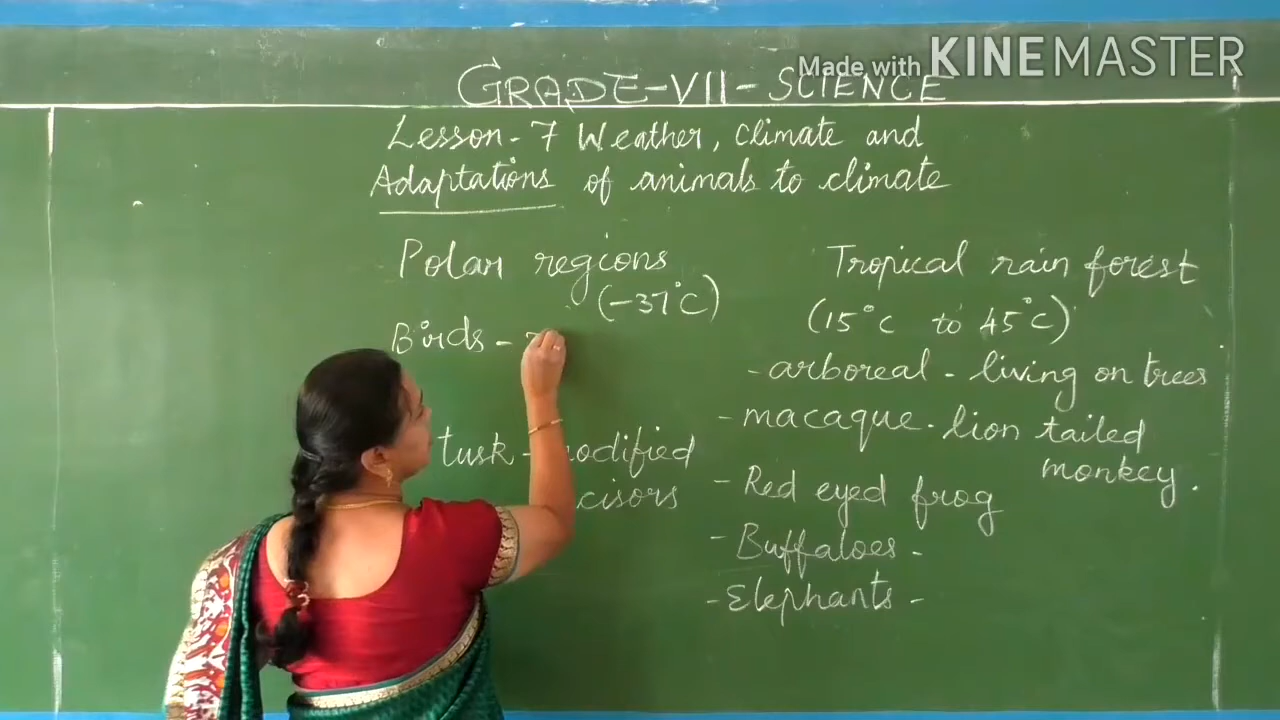 Made with KINEMASTER
GRADE-VII-SCIENCE
Lesson-7 Weather, climate and
Adaptations of animals to climate
Polar regions
(-37°C)
Birds -
tusk -
Tropical rain forest
(15°C to 45°C)
- arboreal - living on trees
- macaque. lion tailed
monkey.
- Red eyed frog
- Buffaloes -
- Elephants -